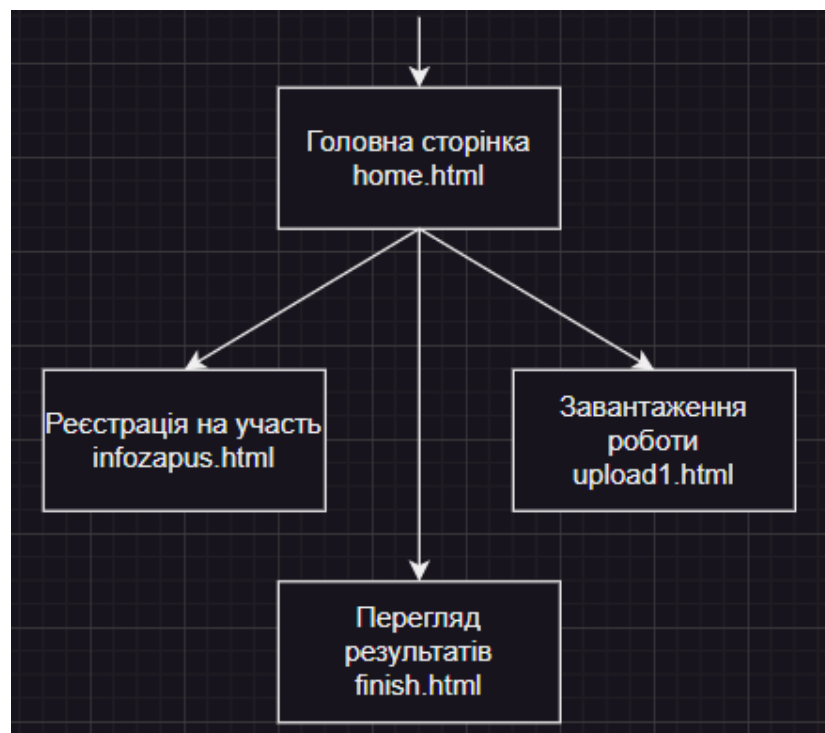 Головна сторінка
home.html
Реєстрація на участь
infozapus.html
Завантаження
роботи
upload1.html
Перегляд
результатів
finish.html